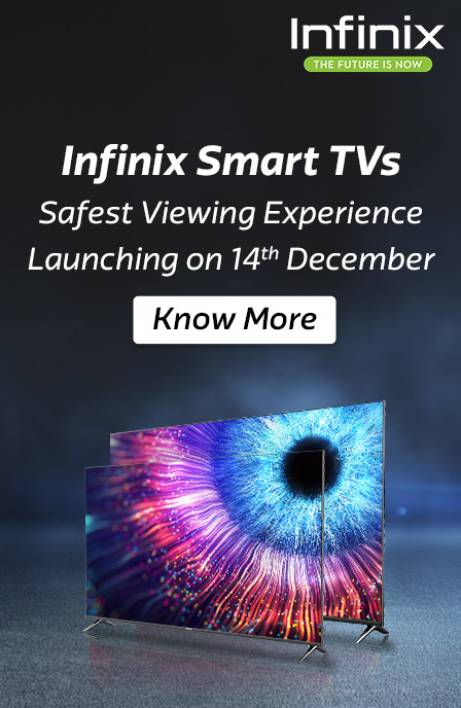 Infinix
THE FUTURE IS NOW
Infinix Smart TVs
Safest Viewing Experience
Launching on 14th December
Know More